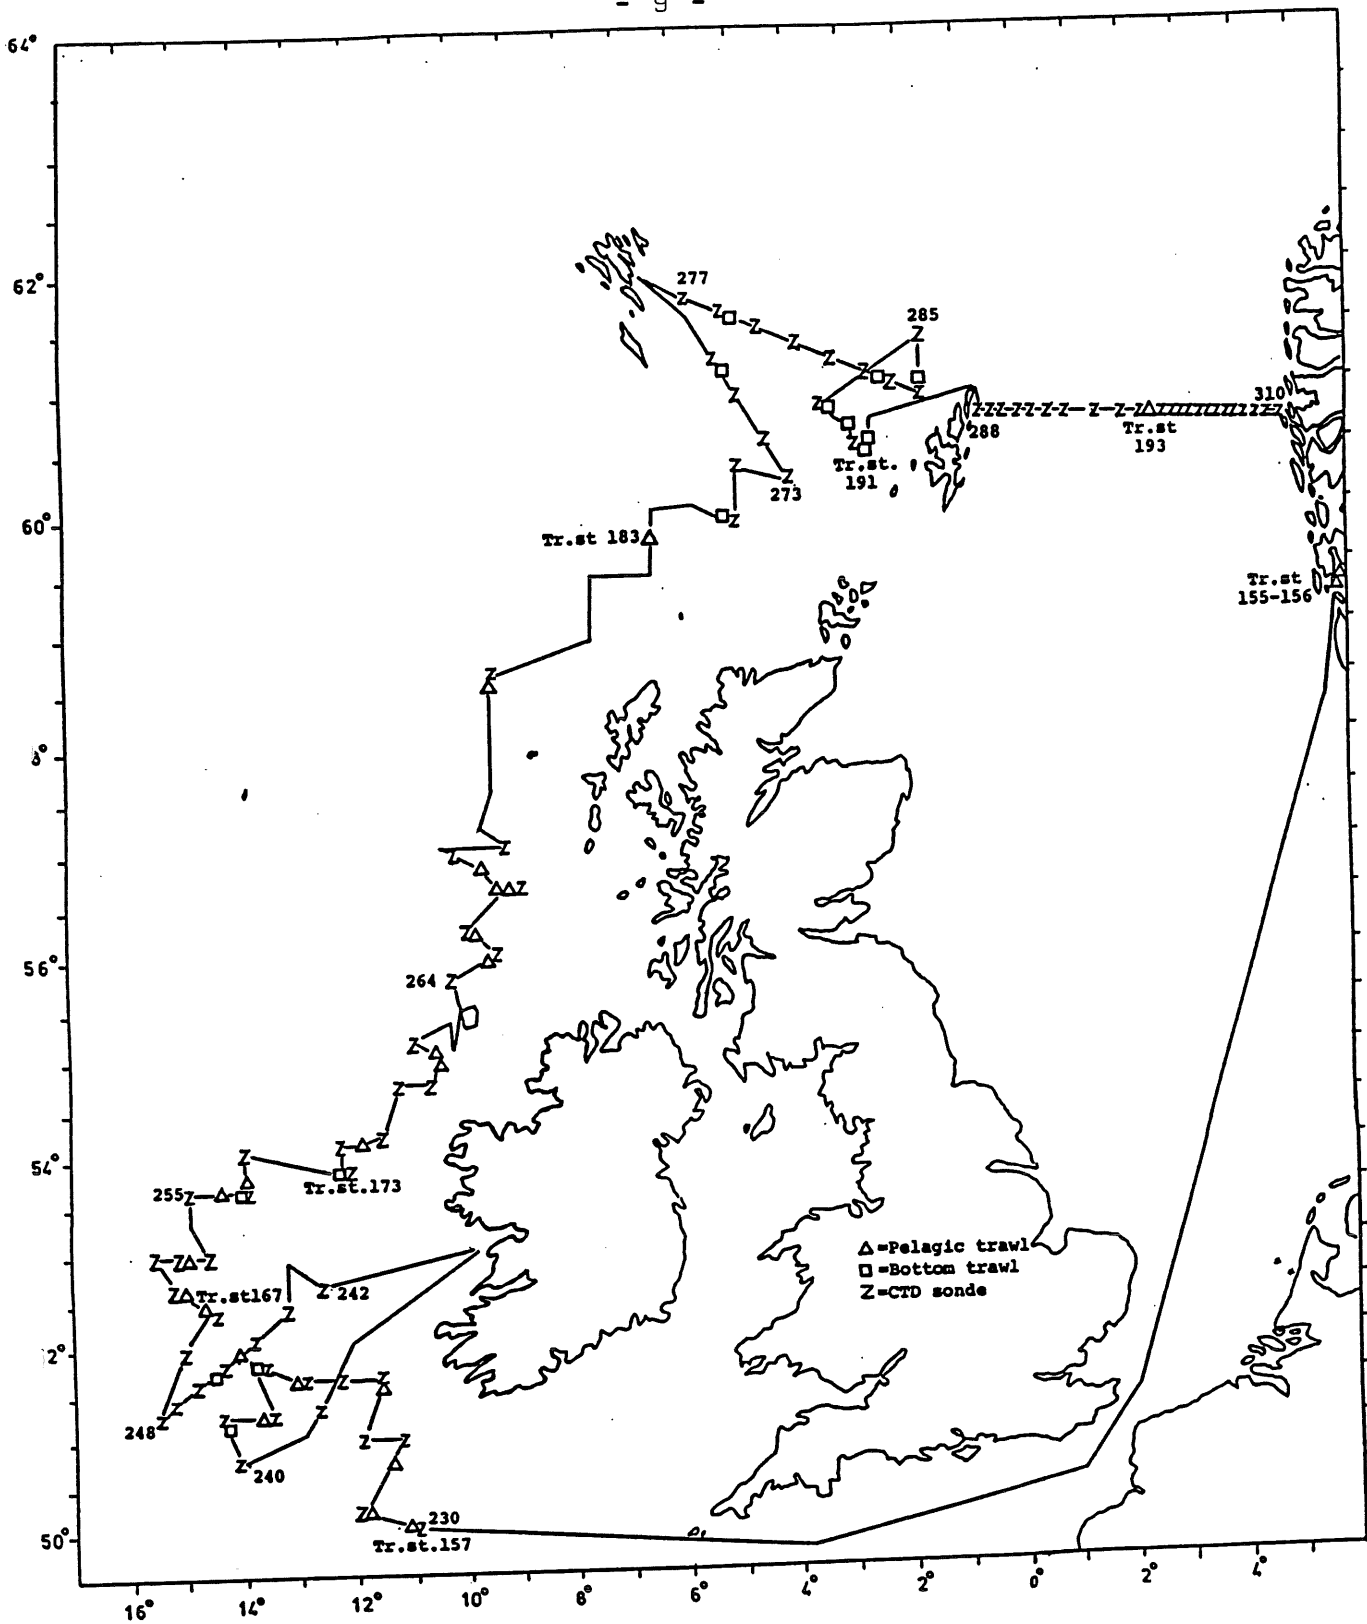 - 9 -
64°
62°
277
285
310
288
Tr.st
193
Tr.st.
191
273
60°
Tr.st 183
Tr.st
155-156
8°
56°
264
54°
Tr.st.173
255
△=Pelagic trawl
□=Bottom trawl
Z=CTD sonde
Tr.st167
242
2°
248
240
230
50°
Tr.st.157
16° 14° 12° 10° 8° 6° 4° 2° 0° 2° 4°